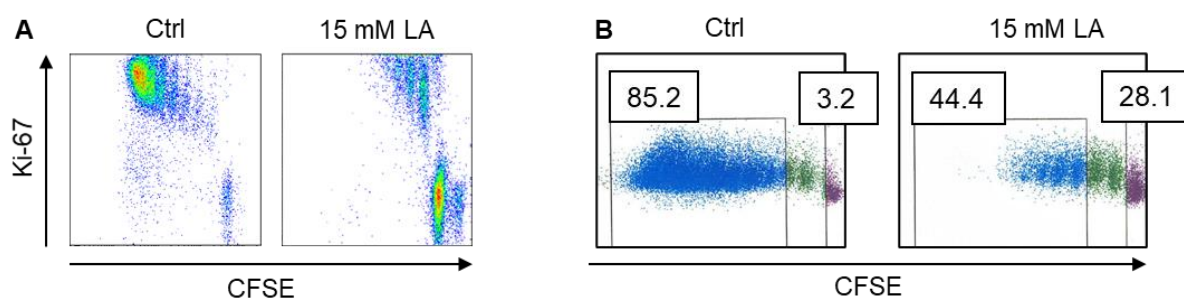 A
Ctrl
15 mM LA
Ki-67
CFSE
B
Ctrl
15 mM LA
85.2
3.2
44.4
28.1
CFSE